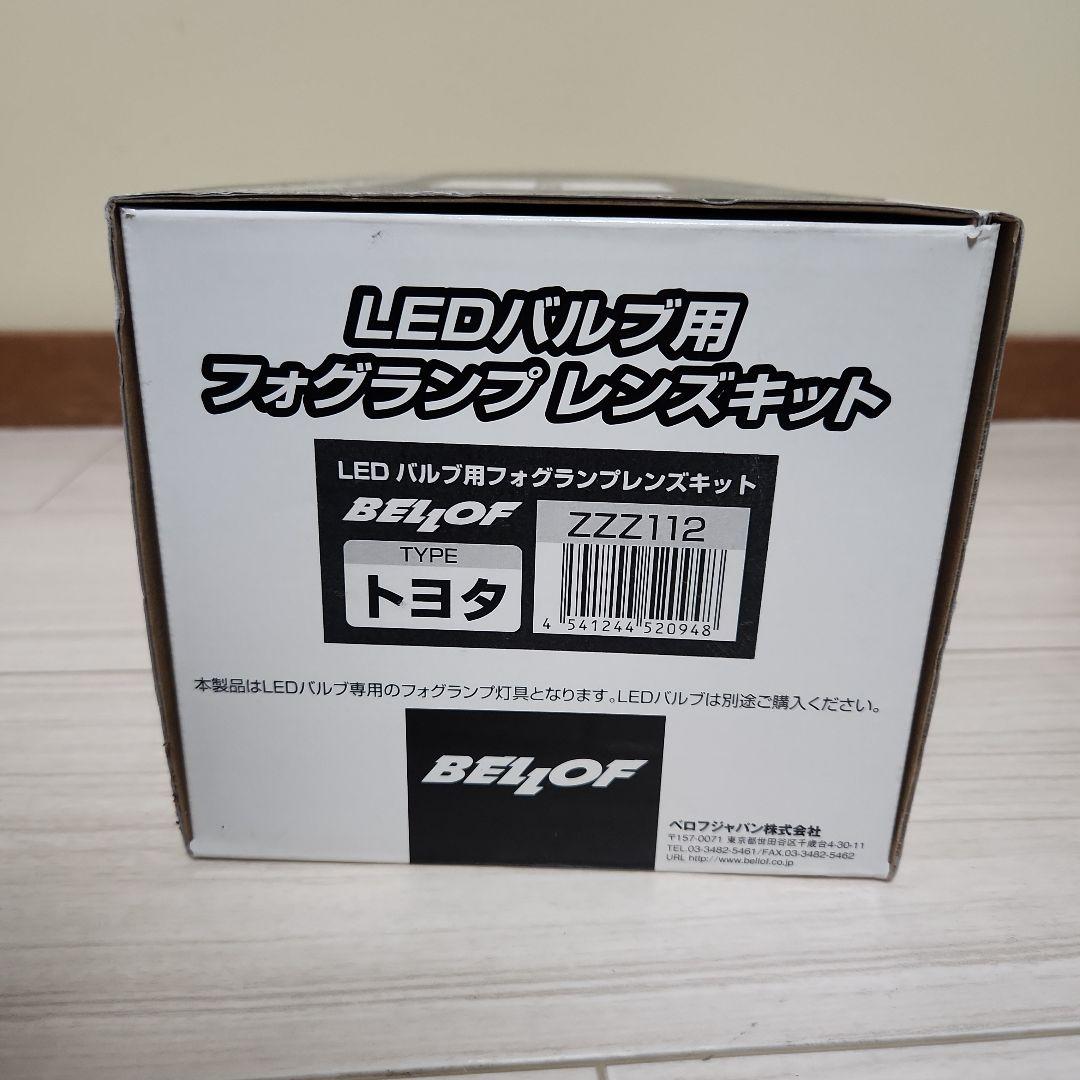 LEDバルブ用
フォグランプ レンズキット
LED バルブ用フォグランプレンズキット
BELLOF
ZZZ112
TYPE
トヨタ
4 541244 520948
本製品はLEDバルブ専用のフォグランプ灯具となります。LEDバルブは別途ご購入ください。
BELLOF
ベロフジャパン株式会社
〒157-0071 東京都世田谷区千歳台4-30-11
TEL.03-3482-5461/FAX.03-3482-5462
URL http://www.bellof.co.jp